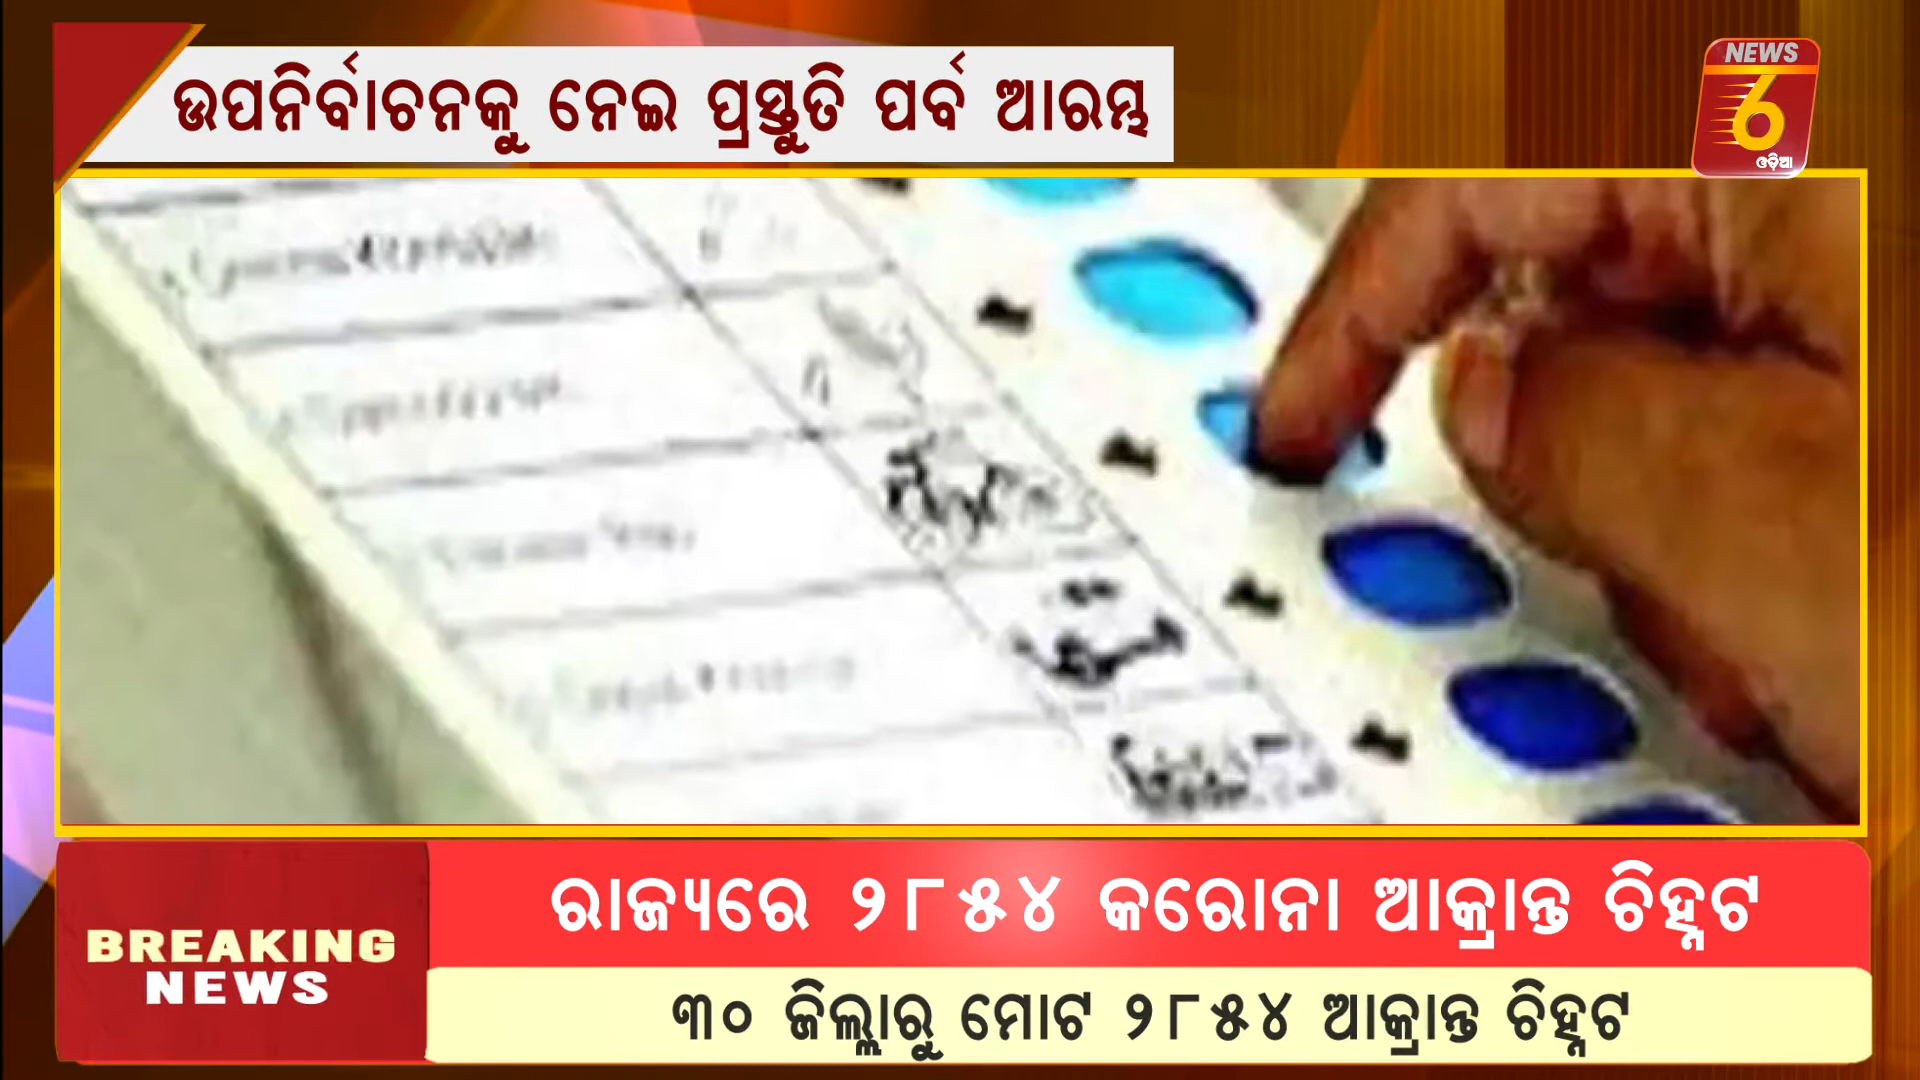 ଉପନିର୍ବାଚନକୁ ନେଇ ପ୍ରସ୍ତୁତି ପର୍ବ ଆରମ୍ଭ
NEWS
6
ଓଡ଼ିଆ
BREAKING
NEWS
ରାଜ୍ୟରେ ୨୮୫୪ କରୋନା ଆକ୍ରାନ୍ତ ଚିହ୍ନଟ
୩୦ ଜିଲ୍ଲାରୁ ମୋଟ ୨୮୫୪ ଆକ୍ରାନ୍ତ ଚିହ୍ନଟ